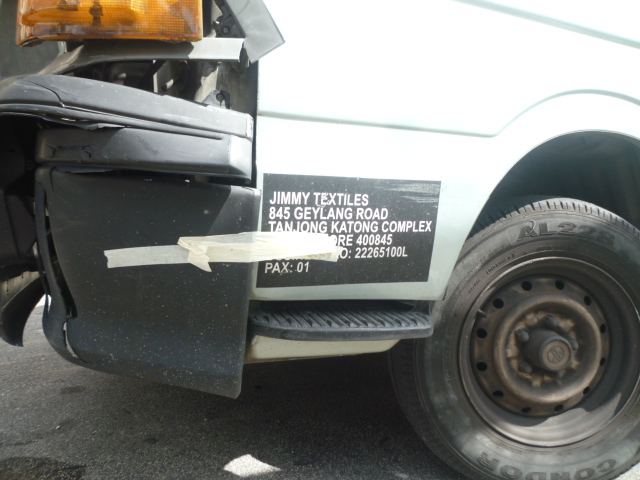 JIMMY TEXTILES
845 GEYLANG ROAD
TANJONG KATONG COMPLEX
400845
22265100L
PAX: 01
CONDOR